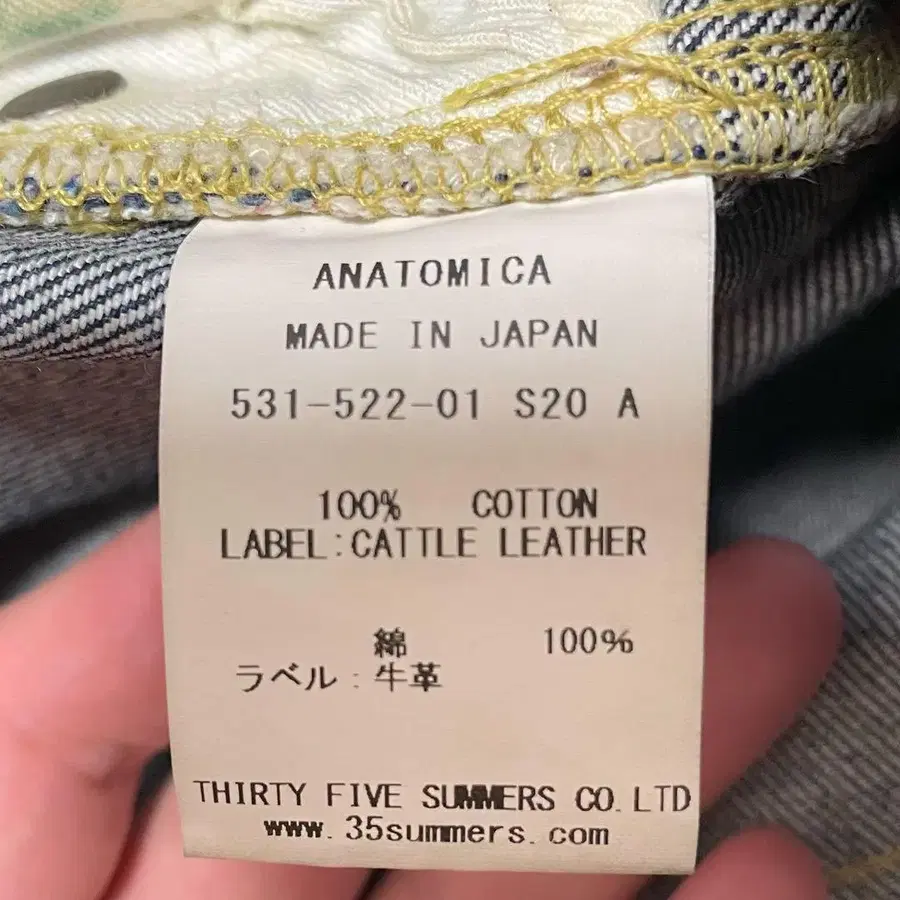 ANATOMICA
MADE IN JAPAN
531-522-01 S20 A
100% COTTON
LABEL:CATTLE LEATHER
綿 100%
ラベル:牛革
THIRTY FIVE SUMMERS CO.LTD
www.35summers.com